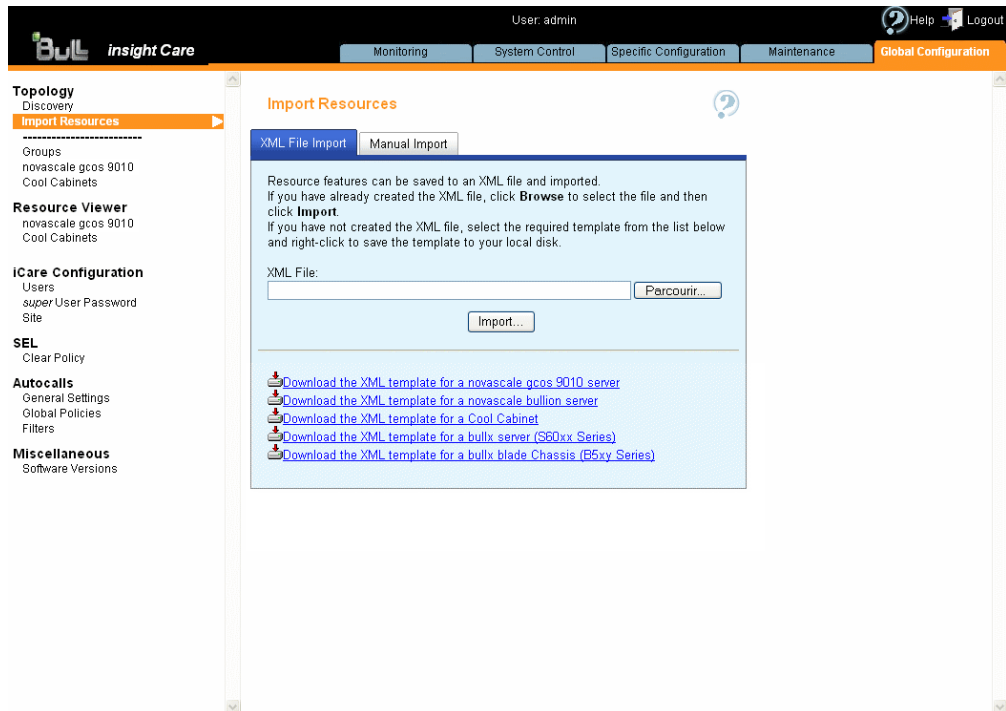 User: admin
Help
Logout
Bull
insight Care
Monitoring
System Control
Specific Configuration
Maintenance
Global Configuration
Topology
Discovery
Import Resources
------------------------
Groups
novascale gcos 9010
Cool Cabinets
Resource Viewer
novascale gcos 9010
Cool Cabinets
iCare Configuration
Users
super User Password
Site
SEL
Clear Policy
Autocalls
General Settings
Global Policies
Filters
Miscellaneous
Software Versions
Import Resources
XML File Import
Manual Import
Resource features can be saved to an XML file and imported.
If you have already created the XML file, click Browse to select the file and then
click Import.
If you have not created the XML file, select the required template from the list below
and right-click to save the template to your local disk.
XML File:
Parcourir...
Import...
Download the XML template for a novascale gcos 9010 server
Download the XML template for a novascale bullion server
Download the XML template for a Cool Cabinet
Download the XML template for a bullx server (S60xx Series)
Download the XML template for a bullx blade Chassis (B5xy Series)